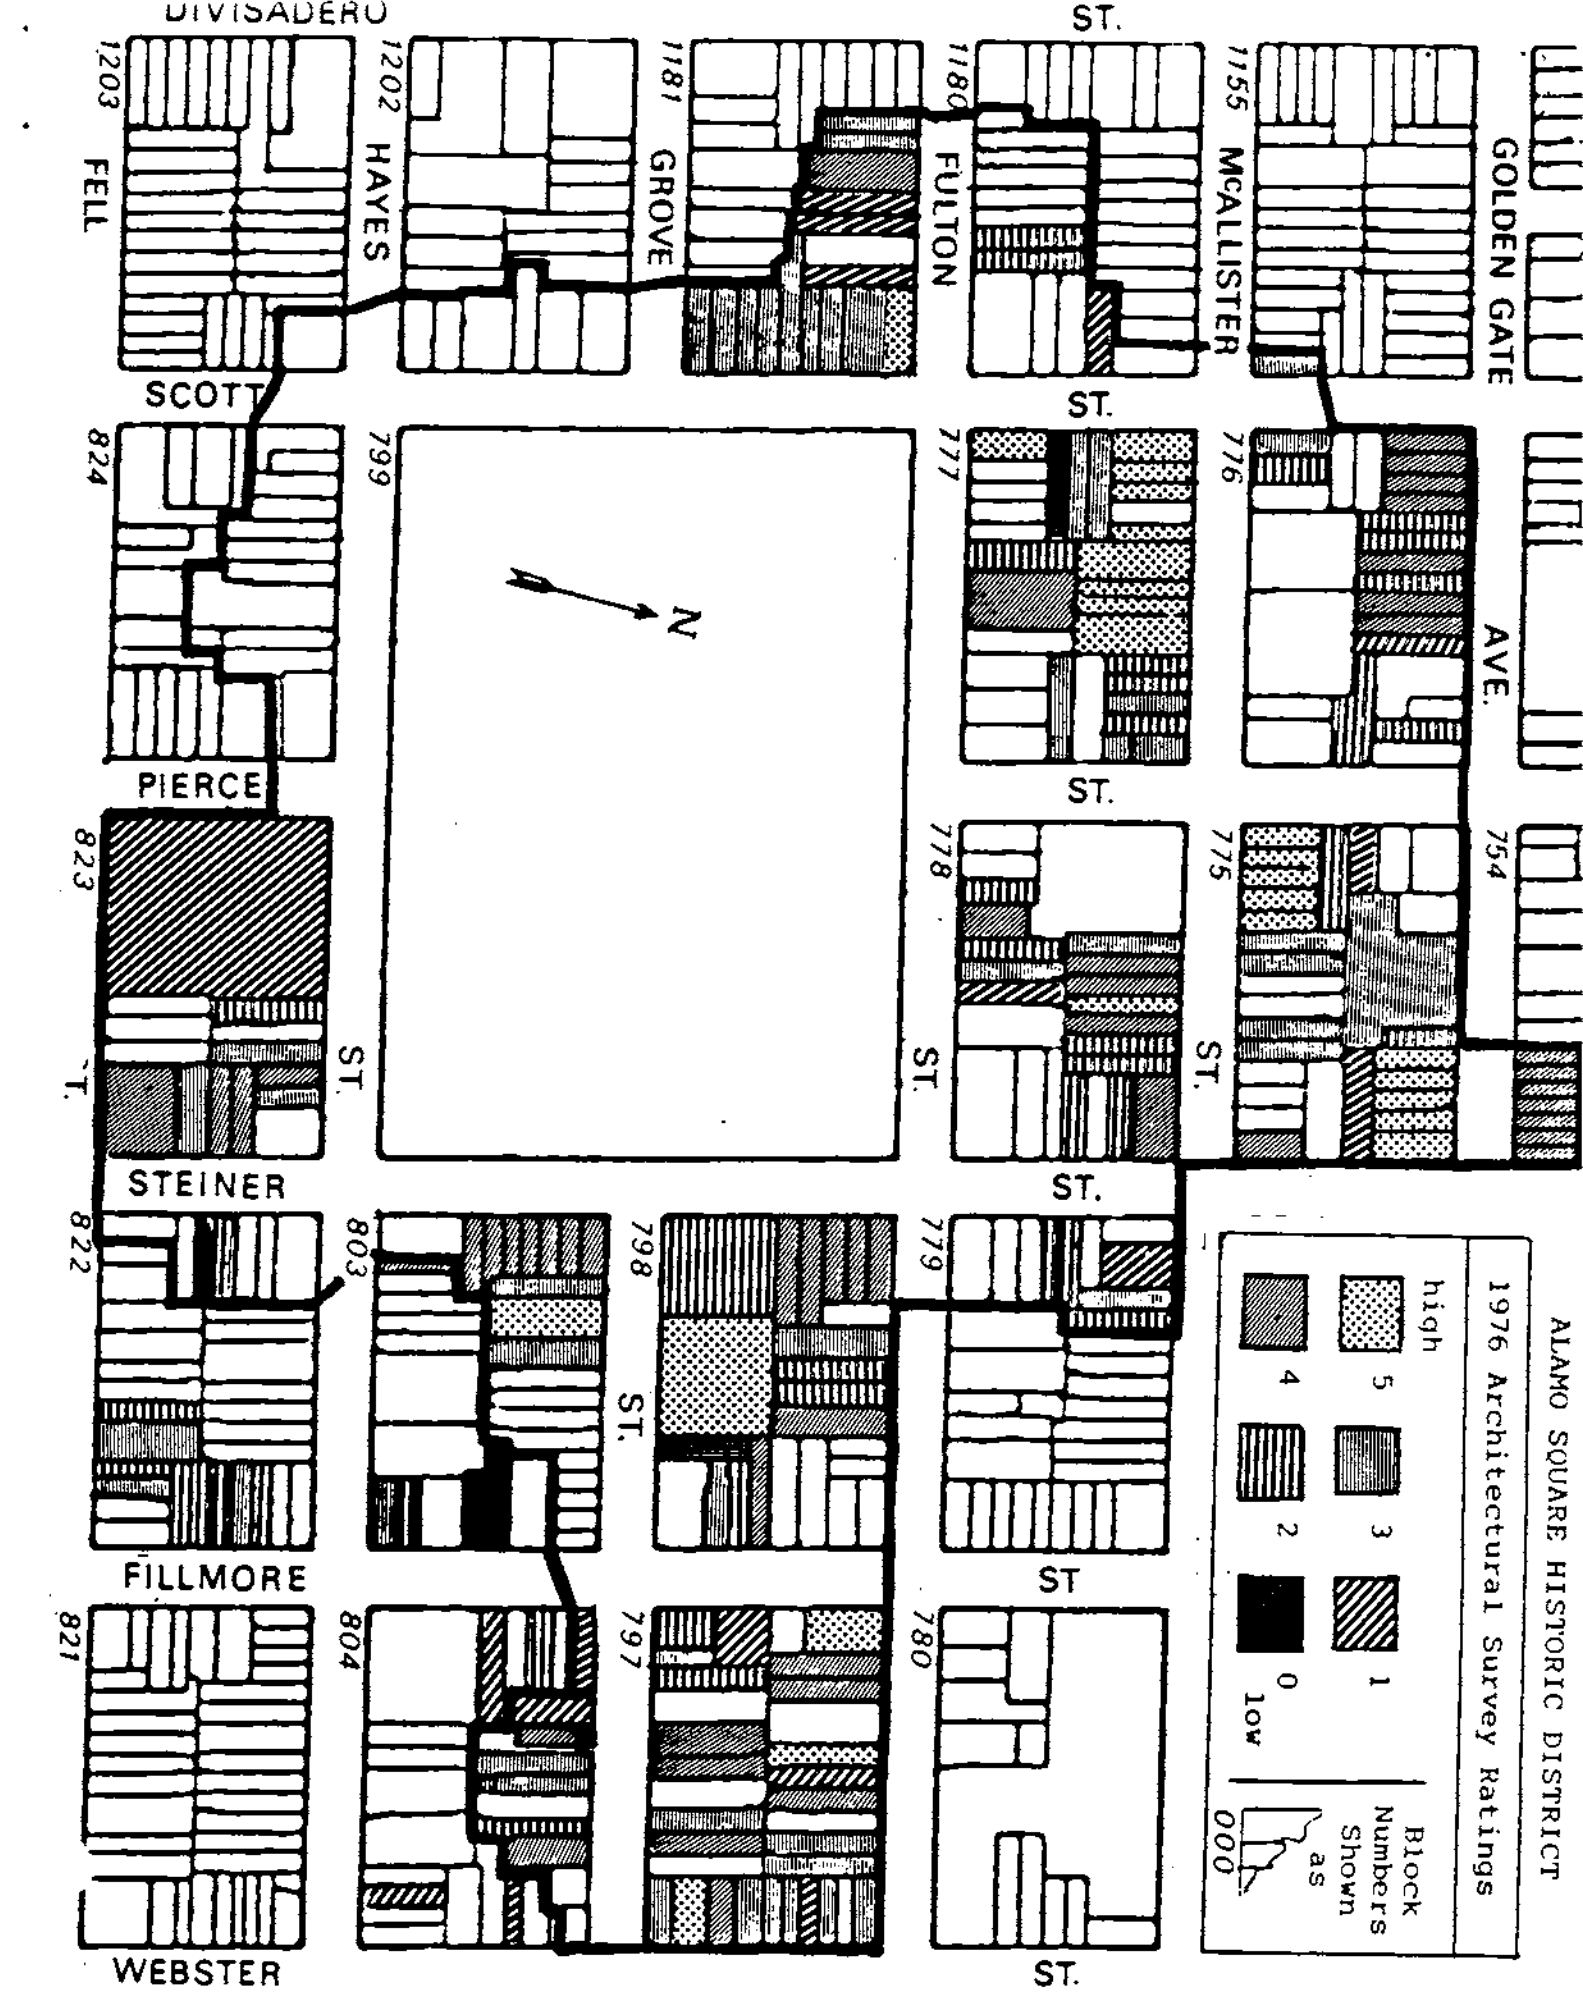 DIVISADERO
ST.
1203
1202
1181
1180
1155
FELL
HAYES
GROVE
FULTON
McALLISTER
GOLDEN GATE
SCOTT
ST.
824
799
777
776
N
AVE.
PIERCE
ST.
823
778
775
754
T.
ST.
ST.
ST.
STEINER
ST.
822
803
798
779
ST.
FILLMORE
ST
821
804
797
780
WEBSTER
ST.
ALAMO SQUARE HISTORIC DISTRICT
1976 Architectural Survey Ratings
high
5
3
1
4
2
0
low
Block
Numbers
as
Shown
000